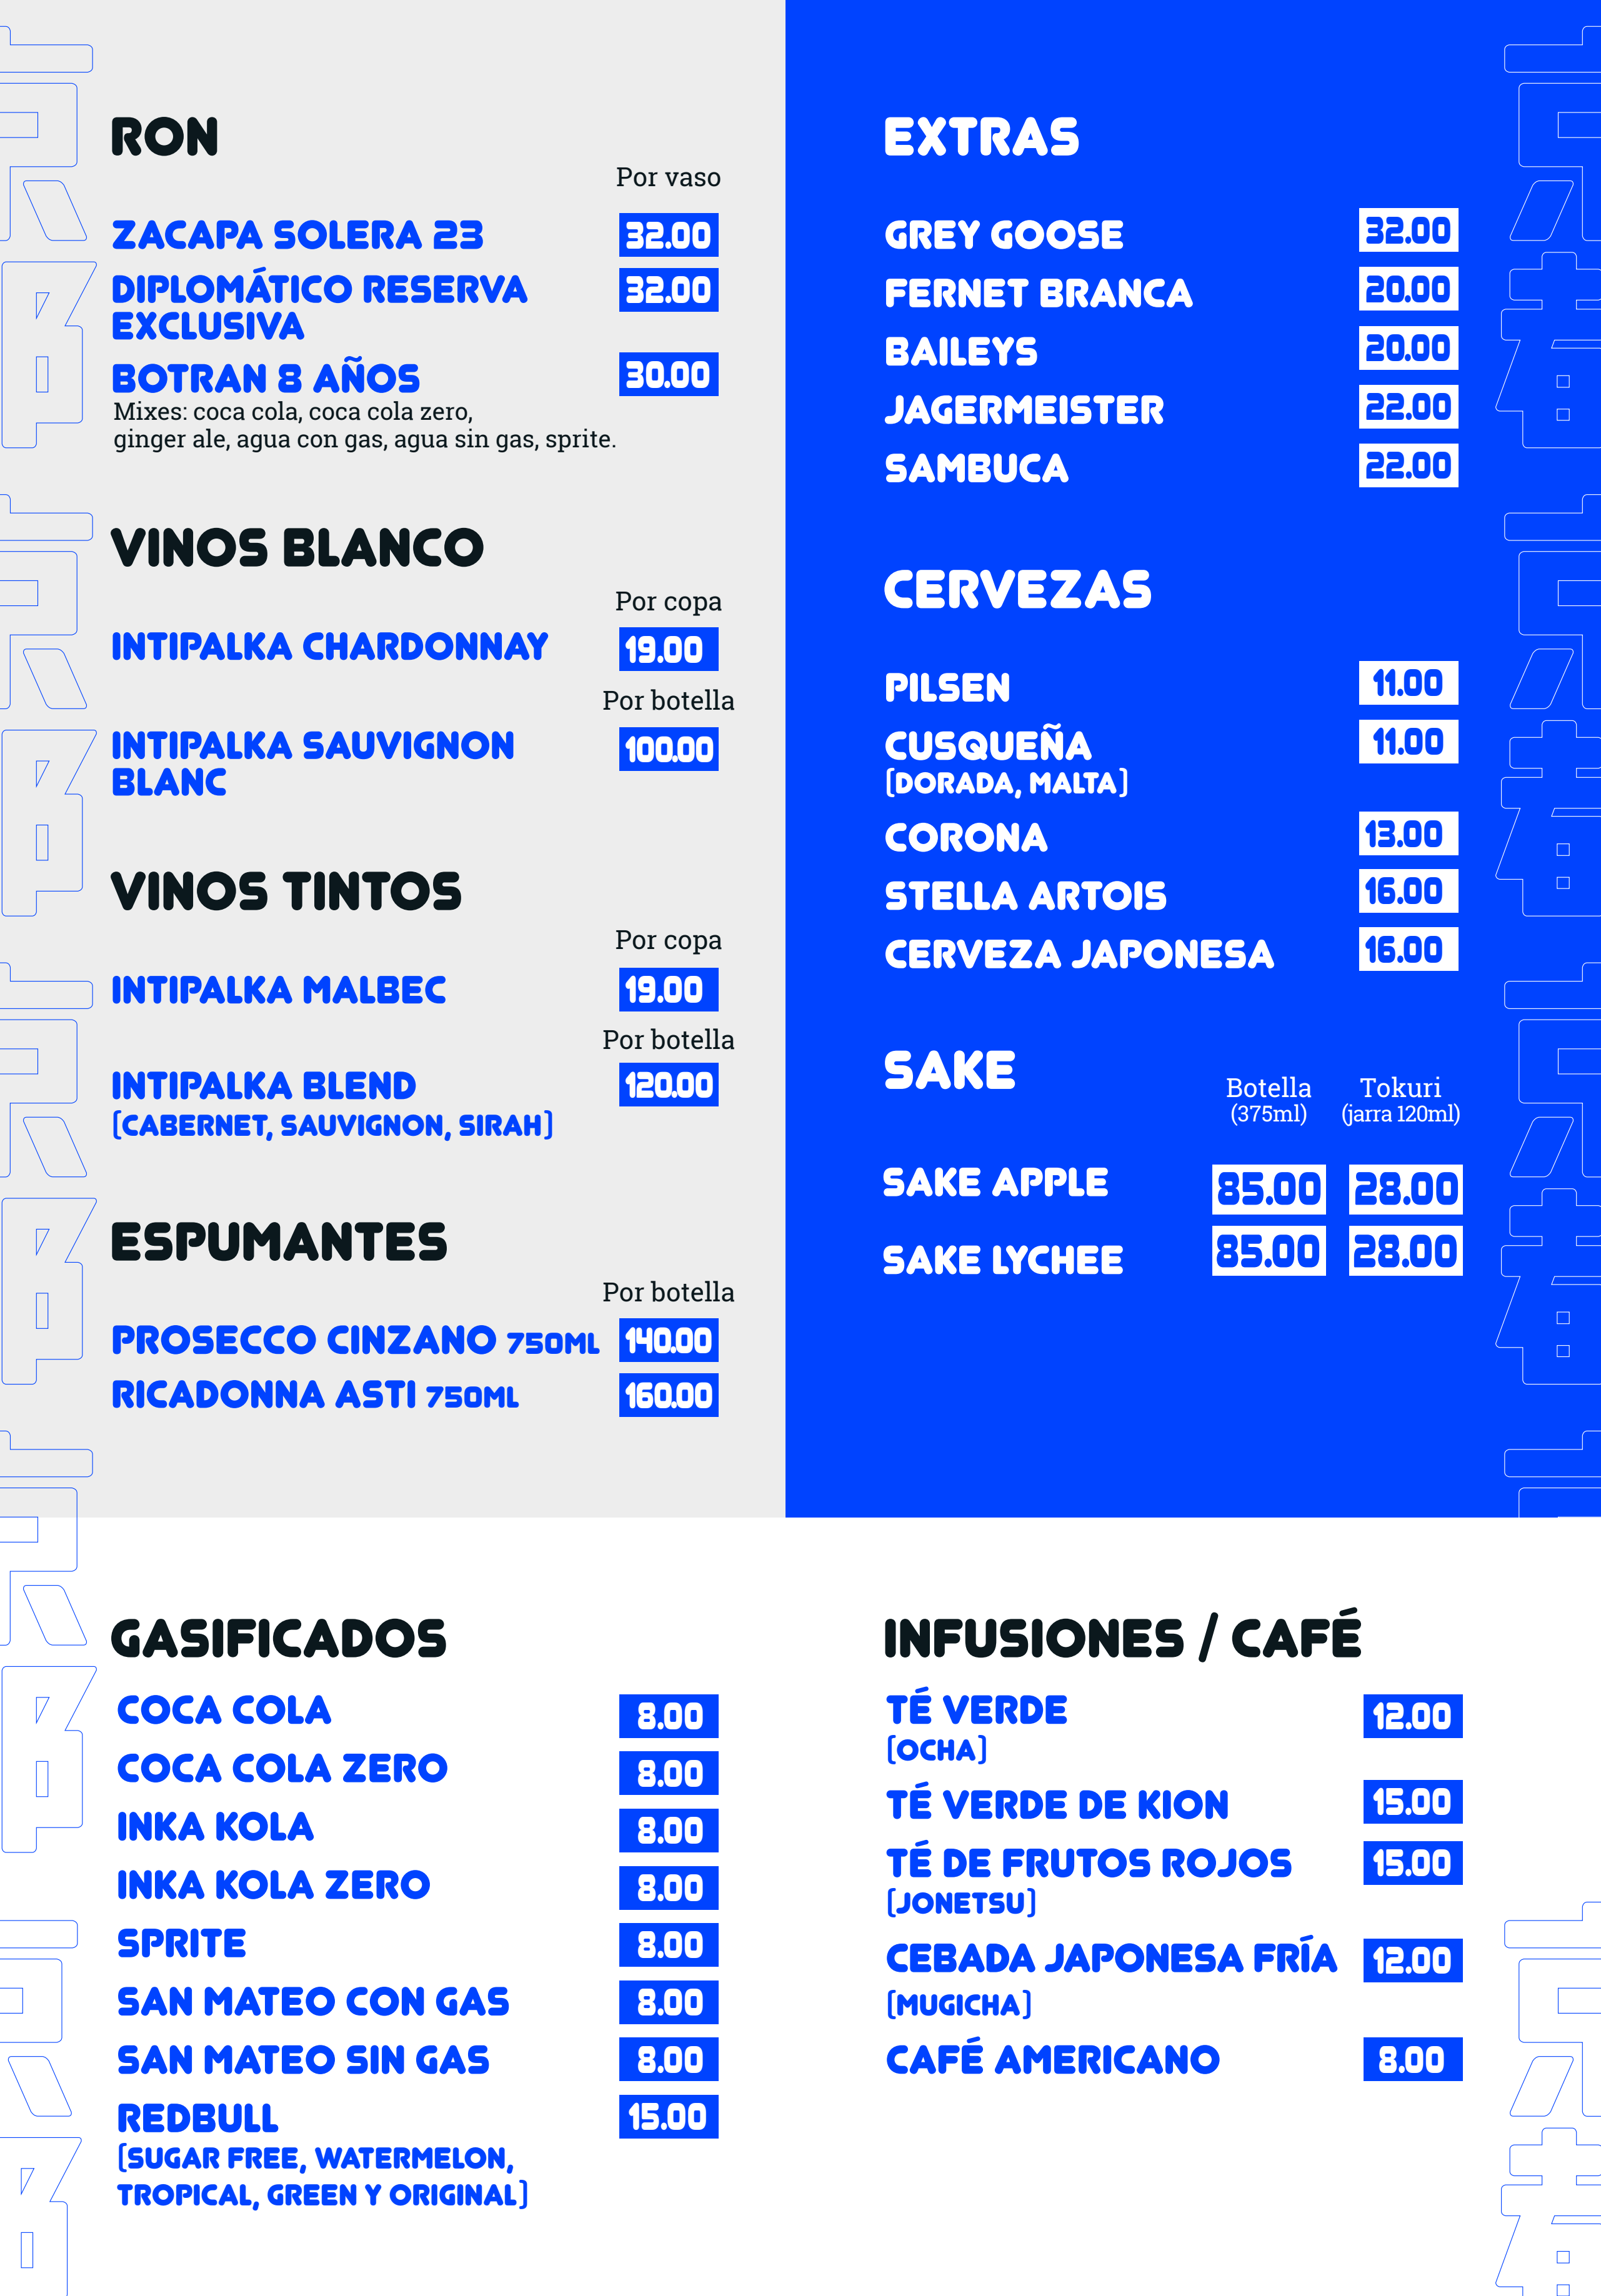 RON
Por vaso
ZACAPA SOLERA 23 32.00
DIPLOMÁTICO RESERVA 32.00
EXCLUSIVA
BOTRAN 8 AÑOS 30.00
Mixes: coca cola, coca cola zero,
ginger ale, agua con gas, agua sin gas, sprite.
VINOS BLANCO
Por copa
INTIPALKA CHARDONNAY 19.00
Por botella
INTIPALKA SAUVIGNON 100.00
BLANC
VINOS TINTOS
Por copa
INTIPALKA MALBEC 19.00
Por botella
INTIPALKA BLEND 120.00
(CABERNET, SAUVIGNON, SIRAH)
ESPUMANTES
Por botella
PROSECCO CINZANO 750ML 140.00
RICADONNA ASTI 750ML 160.00
EXTRAS
GREY GOOSE 32.00
FERNET BRANCA 20.00
BAILEYS 20.00
JAGERMEISTER 22.00
SAMBUCA 22.00
CERVEZAS
PILSEN 11.00
CUSQUEÑA 11.00
(DORADA, MALTA)
CORONA 13.00
STELLA ARTOIS 16.00
CERVEZA JAPONESA 16.00
SAKE
Botella Tokuri
(375ml) (jarra 120ml)
SAKE APPLE 85.00 28.00
SAKE LYCHEE 85.00 28.00
GASIFICADOS
COCA COLA 8.00
COCA COLA ZERO 8.00
INKA KOLA 8.00
INKA KOLA ZERO 8.00
SPRITE 8.00
SAN MATEO CON GAS 8.00
SAN MATEO SIN GAS 8.00
REDBULL 15.00
(SUGAR FREE, WATERMELON,
TROPICAL, GREEN Y ORIGINAL)
INFUSIONES / CAFÉ
TÉ VERDE 12.00
(OCHA)
TÉ VERDE DE KION 15.00
TÉ DE FRUTOS ROJOS 15.00
(JONETSU)
CEBADA JAPONESA FRÍA 12.00
(MUGICHA)
CAFÉ AMERICANO 8.00